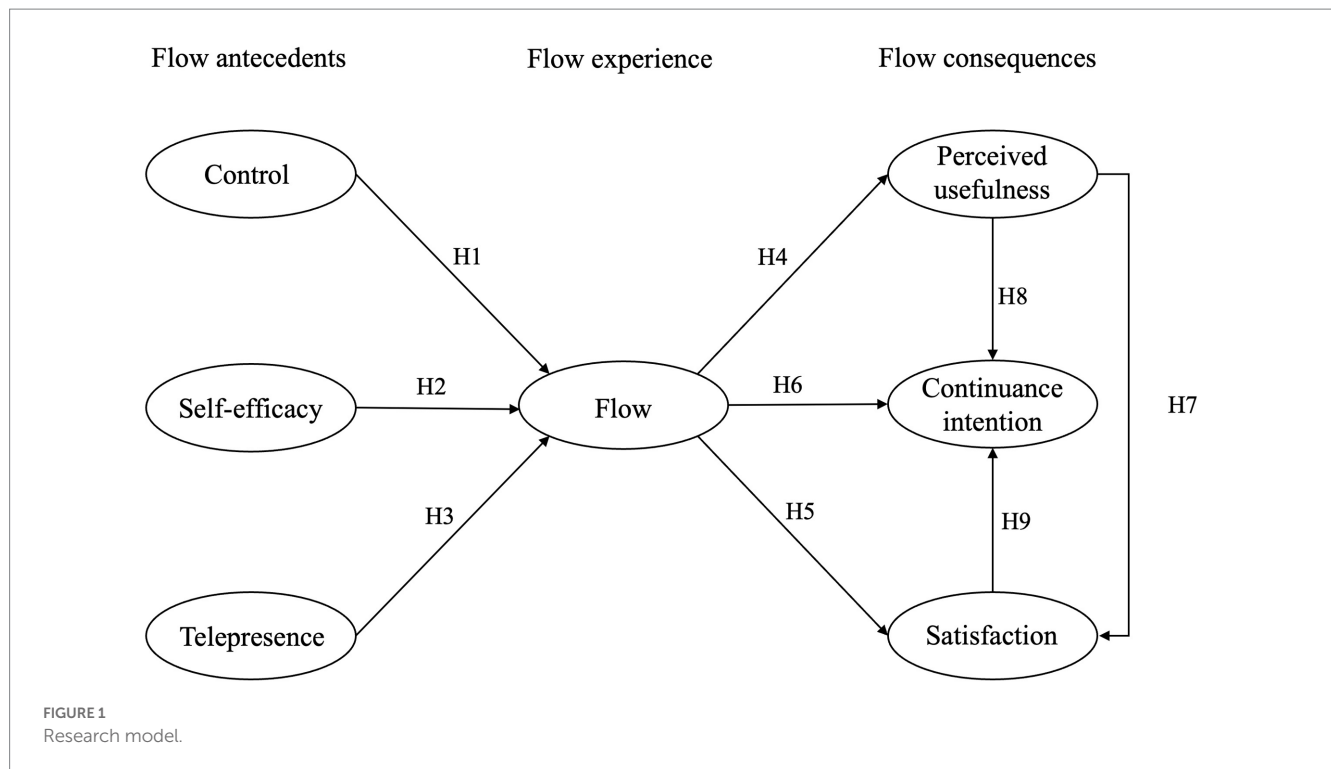 Flow antecedents
Flow experience
Flow consequences
Control
Perceived
usefulness
H1
H4
H8
Self-efficacy
H2
Flow
H6
Continuance
intention
H7
H3
H5
H9
Telepresence
Satisfaction
FIGURE 1
Research model.